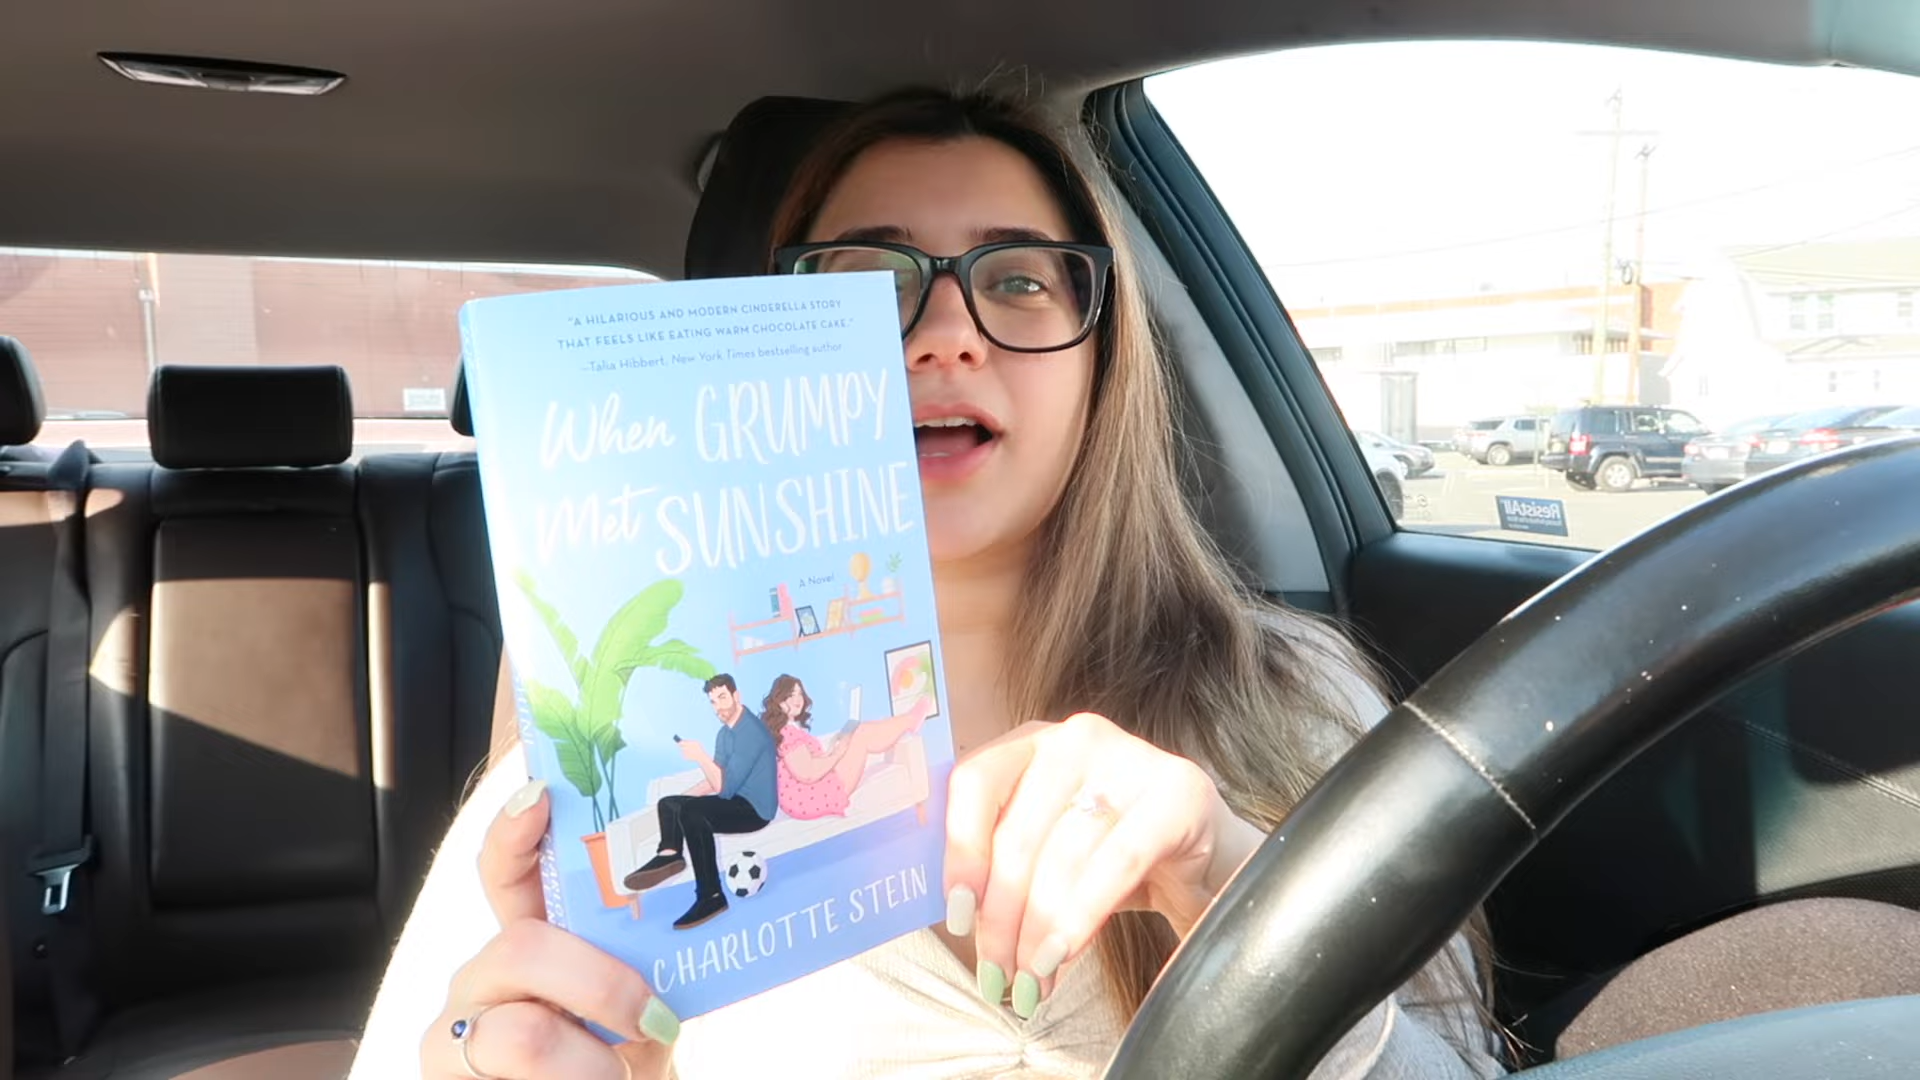 "A HILARIOUS AND MODERN CINDERELLA STORY
THAT FEELS LIKE EATING WARM CHOCOLATE CAKE."
—Talia Hibbert, New York Times bestselling author
When GRUMPY
Met SUNSHINE
A Novel
CHARLOTTE STEIN
ResistAll